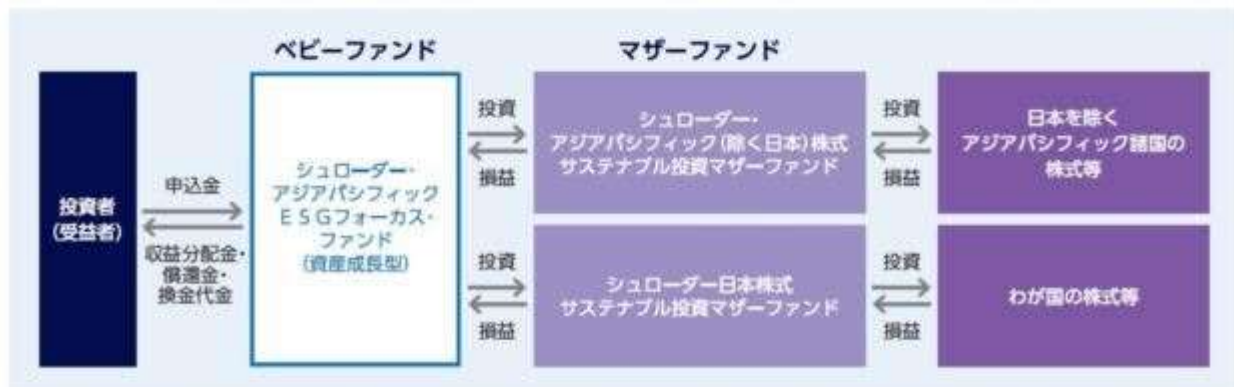 ベビーファンド
マザーファンド
投資者
(受益者)
申込金
収益分配金・
償還金・
換金代金
シュローダー・
アジアパシフィック
ESGフォーカス・
ファンド
(資産成長型)
投資
損益
シュローダー・
アジアパシフィック(除く日本)株式
サステナブル投資マザーファンド
投資
損益
日本を除く
アジアパシフィック諸国の
株式等
投資
損益
シュローダー日本株式
サステナブル投資マザーファンド
投資
損益
わが国の株式等